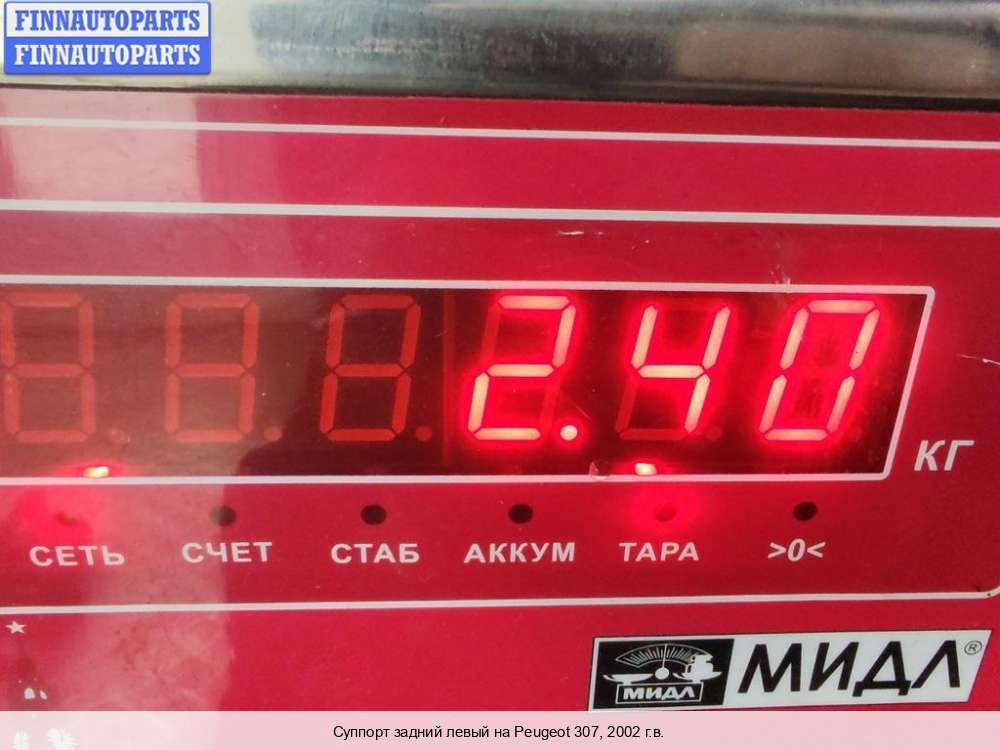 FINNAUTOPARTS
FINNAUTOPARTS
2.40
КГ
СЕТЬ СЧЕТ СТАБ АККУМ ТАРА >0<
МИДЛ МИДЛ®
Суппорт задний левый на Peugeot 307, 2002 г.в.